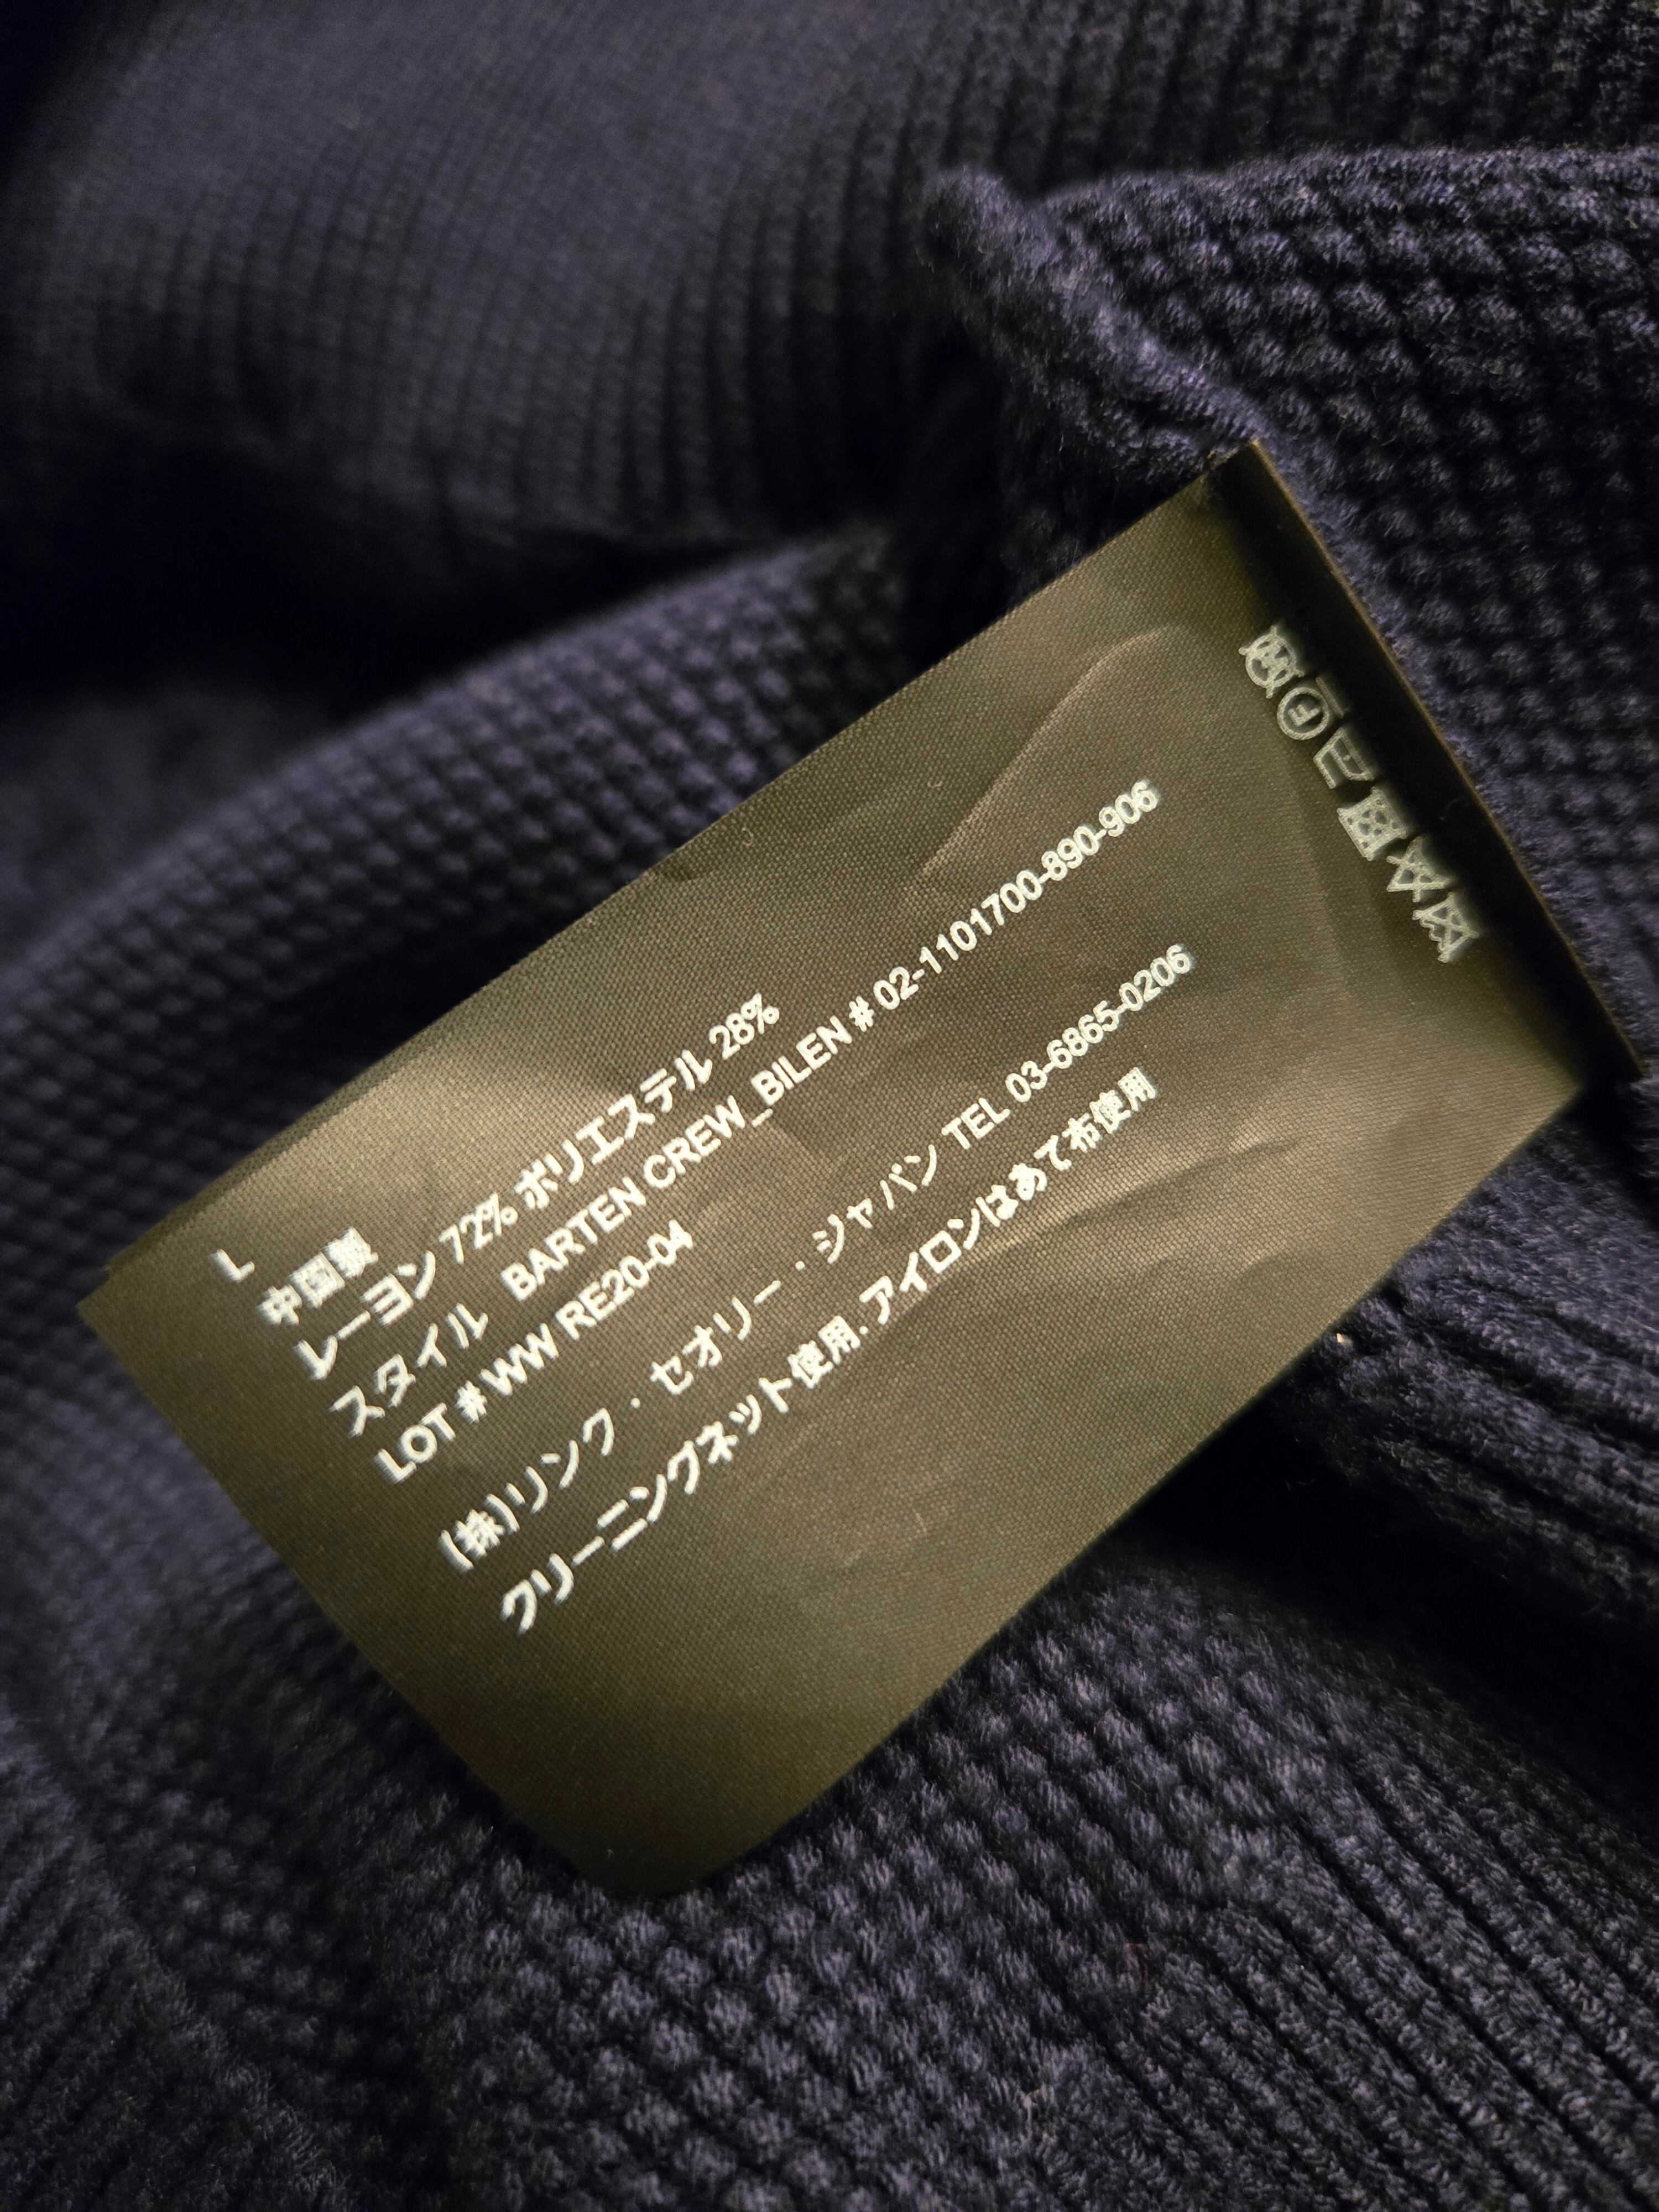 L
中国製
レーヨン 72% ポリエステル 28%
スタイル BARTEN CREW_BILEN # 02-1101700-890-906
LOT # WW RE20-04
(株)リンク・セオリー・ジャパン TEL 03-6865-0206
クリーニングネット使用. アイロンはあて布使用